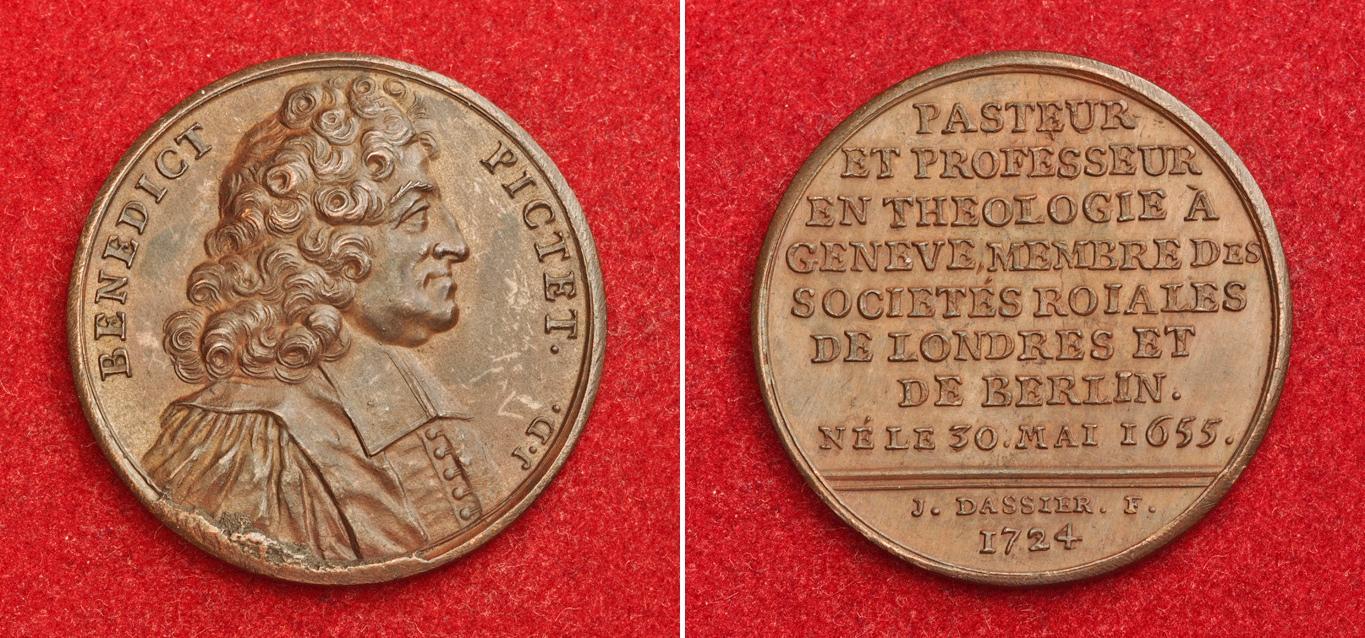 BENEDICT PICTET.
J.D.
PASTEUR
ET PROFESSEUR
EN THEOLOGIE À
GENEVE, MEMBRE DES
SOCIETÉS ROIALES
DE LONDRES ET
DE BERLIN.
NÉ LE 30. MAI 1655.
J. DASSIER. F.
1724